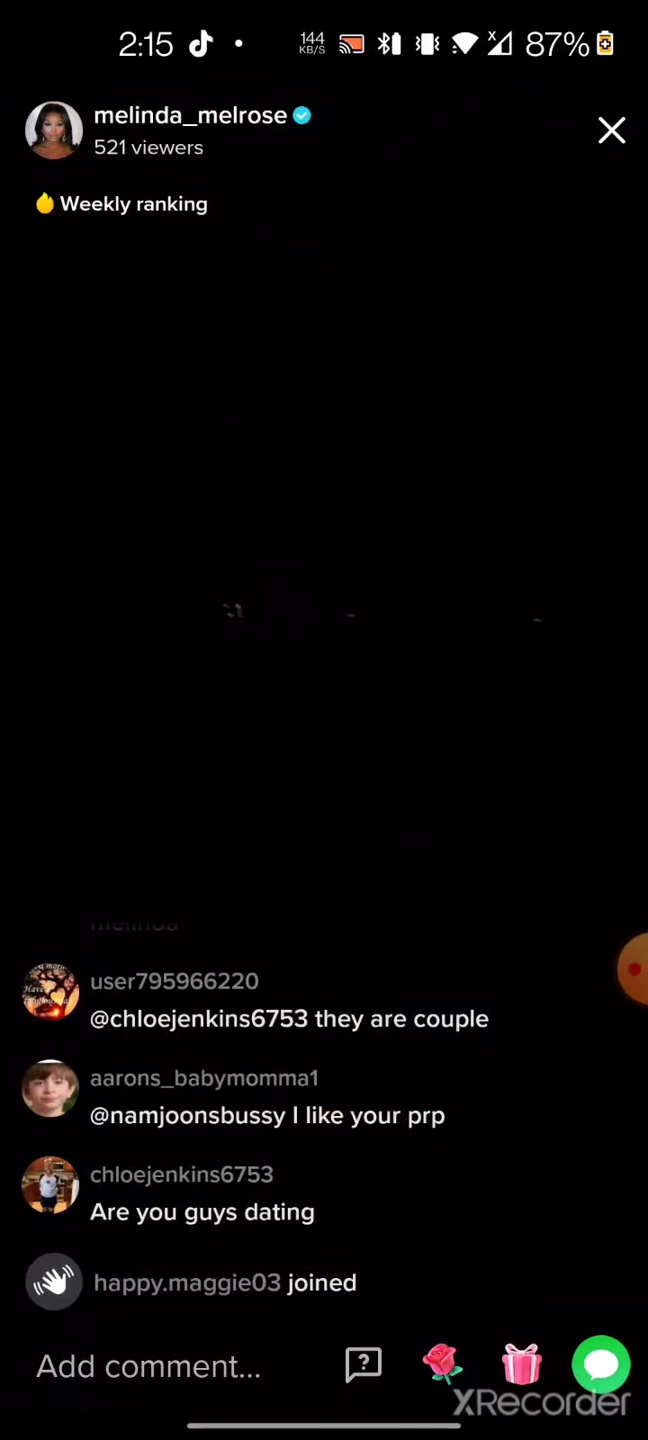 2:15
144
KB/S
87%
melinda_melrose
521 viewers
Weekly ranking
melinda
user795966220
@chloejenkins6753 they are couple
aarons_babymomma1
@namjoonsbussy I like your prp
chloejenkins6753
Are you guys dating
happy.maggie03 joined
Add comment...
XRecorder